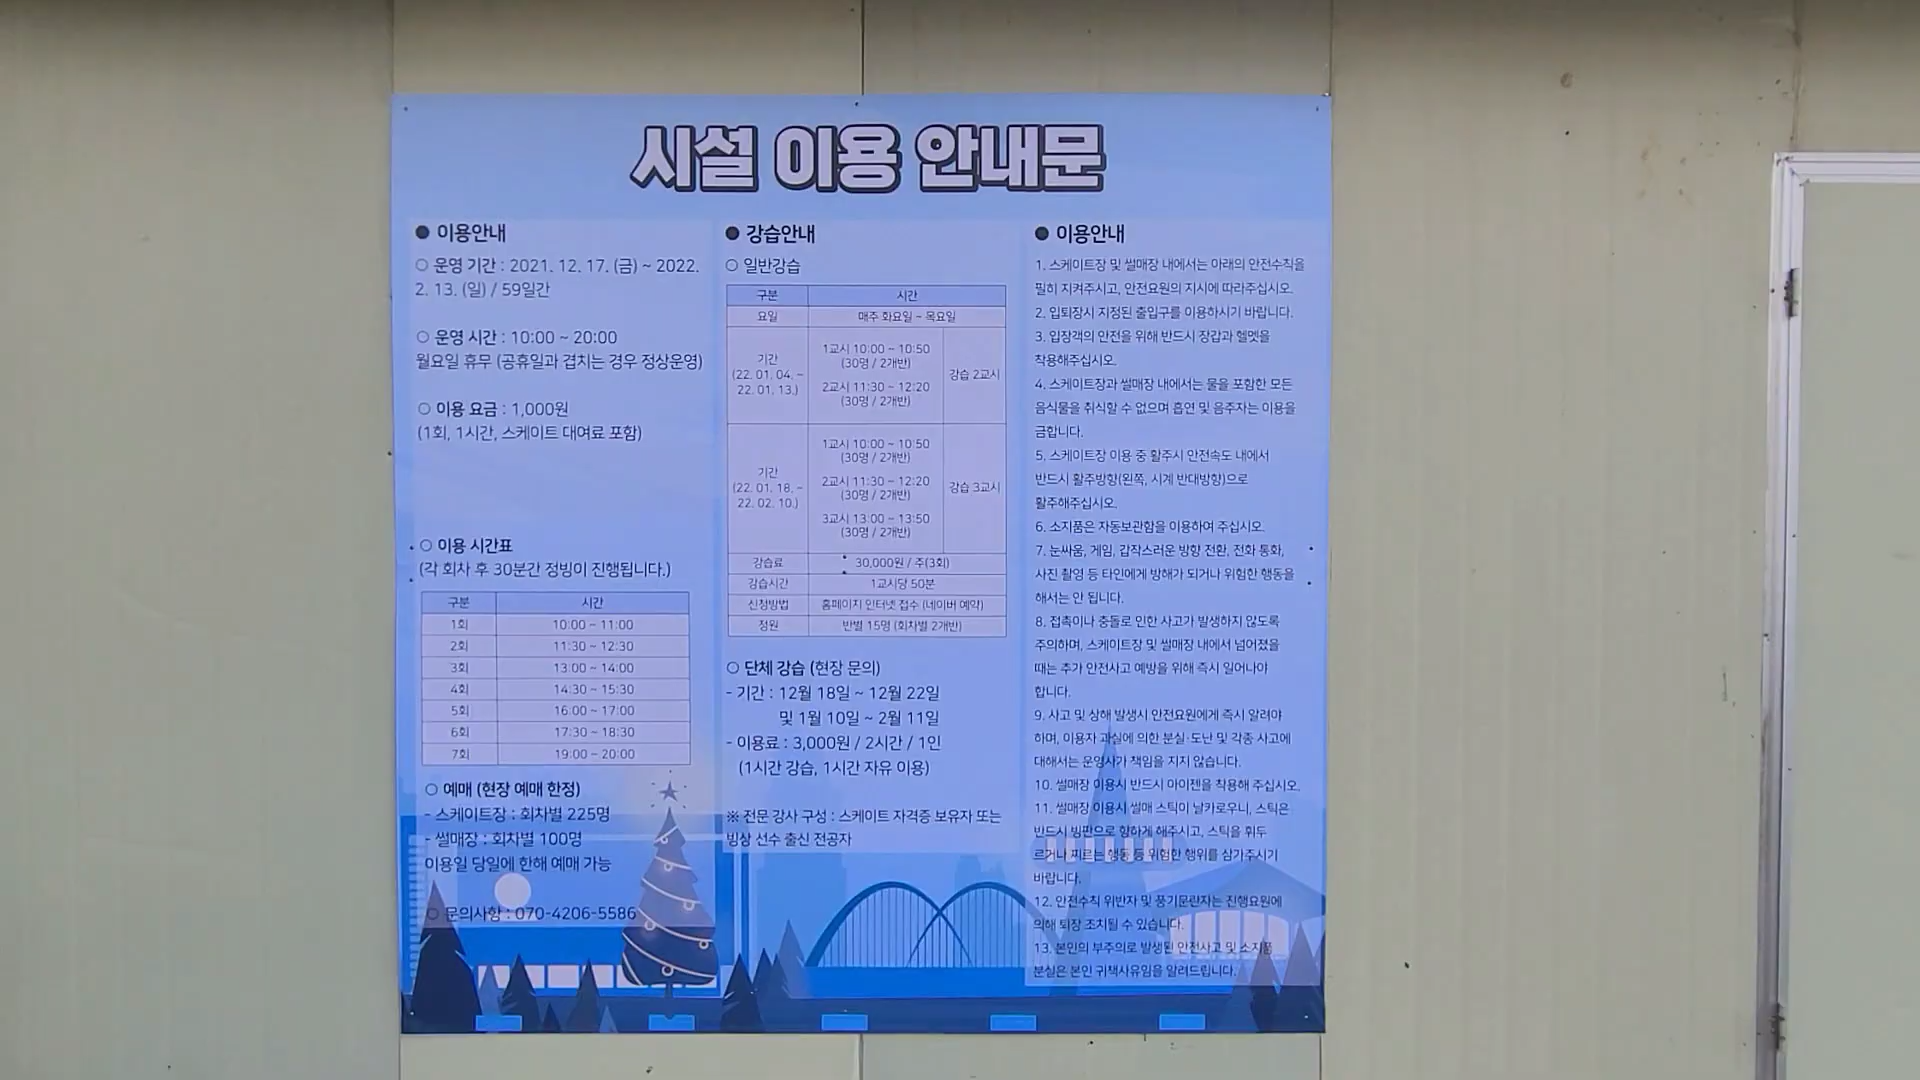 시설 이용 안내문
● 이용안내
○ 운영 기간 : 2021. 12. 17. (금) ~ 2022.
2. 13. (일) / 59일간
○ 운영 시간 : 10:00 ~ 20:00
월요일 휴무 (공휴일과 겹치는 경우 정상운영)
○ 이용 요금 : 1,000원
(1회, 1시간, 스케이트 대여료 포함)
○ 이용 시간표
(각 회차 후 30분간 정빙이 진행됩니다.)
구분 시간
1회 10:00 ~ 11:00
2회 11:30 ~ 12:30
3회 13:00 ~ 14:00
4회 14:30 ~ 15:30
5회 16:00 ~ 17:00
6회 17:30 ~ 18:30
7회 19:00 ~ 20:00
○ 예매 (현장 예매 한정)
- 스케이트장 : 회차별 225명
- 썰매장 : 회차별 100명
이용일 당일에 한해 예매 가능
○ 문의사항 : 070-4206-5586
● 강습안내
○ 일반강습
구분 시간
요일 매주 화요일 ~ 목요일
기간
(22. 01. 04. ~
22. 01. 13.)
1교시 10:00 ~ 10:50
(30명 / 2개반)
2교시 11:30 ~ 12:20
(30명 / 2개반)
강습 2교시
기간
(22. 01. 18. ~
22. 02. 10.)
1교시 10:00 ~ 10:50
(30명 / 2개반)
2교시 11:30 ~ 12:20
(30명 / 2개반)
3교시 13:00 ~ 13:50
(30명 / 2개반)
강습 3교시
강습료 30,000원 / 주(3회)
강습시간 1교시당 50분
신청방법 홈페이지 인터넷 접수 (네이버 예약)
정원 반별 15명 (회차별 2개반)
○ 단체 강습 (현장 문의)
- 기간 : 12월 18일 ~ 12월 22일
및 1월 10일 ~ 2월 11일
- 이용료 : 3,000원 / 2시간 / 1인
(1시간 강습, 1시간 자유 이용)
※ 전문 강사 구성 : 스케이트 자격증 보유자 또는
빙상 선수 출신 전공자
● 이용안내
1. 스케이트장 및 썰매장 내에서는 아래의 안전수칙을
필히 지켜주시고, 안전요원의 지시에 따라주십시오.
2. 입퇴장시 지정된 출입구를 이용하시기 바랍니다.
3. 입장객의 안전을 위해 반드시 장갑과 헬멧을
착용해주십시오.
4. 스케이트장과 썰매장 내에서는 물을 포함한 모든
음식물을 취식할 수 없으며 흡연 및 음주자는 이용을
금합니다.
5. 스케이트장 이용 중 활주시 안전속도 내에서
반드시 활주방향(왼쪽, 시계 반대방향)으로
활주해주십시오.
6. 소지품은 자동보관함을 이용하여 주십시오.
7. 눈싸움, 게임, 갑작스러운 방향 전환, 전화 통화,
사진 촬영 등 타인에게 방해가 되거나 위험한 행동을
해서는 안 됩니다.
8. 접촉이나 충돌로 인한 사고가 발생하지 않도록
주의하며, 스케이트장 및 썰매장 내에서 넘어졌을
때는 추가 안전사고 예방을 위해 즉시 일어나야
합니다.
9. 사고 및 상해 발생시 안전요원에게 즉시 알려야
하며, 이용자 과실에 의한 분실·도난 및 각종 사고에
대해서는 운영사가 책임을 지지 않습니다.
10. 썰매장 이용시 반드시 아이젠을 착용해 주십시오.
11. 썰매장 이용시 썰매 스틱이 날카로우니, 스틱은
반드시 빙판으로 향하게 해주시고, 스틱을 휘두
르거나 찌르는 행동 등 위험한 행위를 삼가주시기
바랍니다.
12. 안전수칙 위반자 및 풍기문란자는 진행요원에
의해 퇴장 조치될 수 있습니다.
13. 본인의 부주의로 발생된 안전사고 및 소지품
분실은 본인 귀책사유임을 알려드립니다.